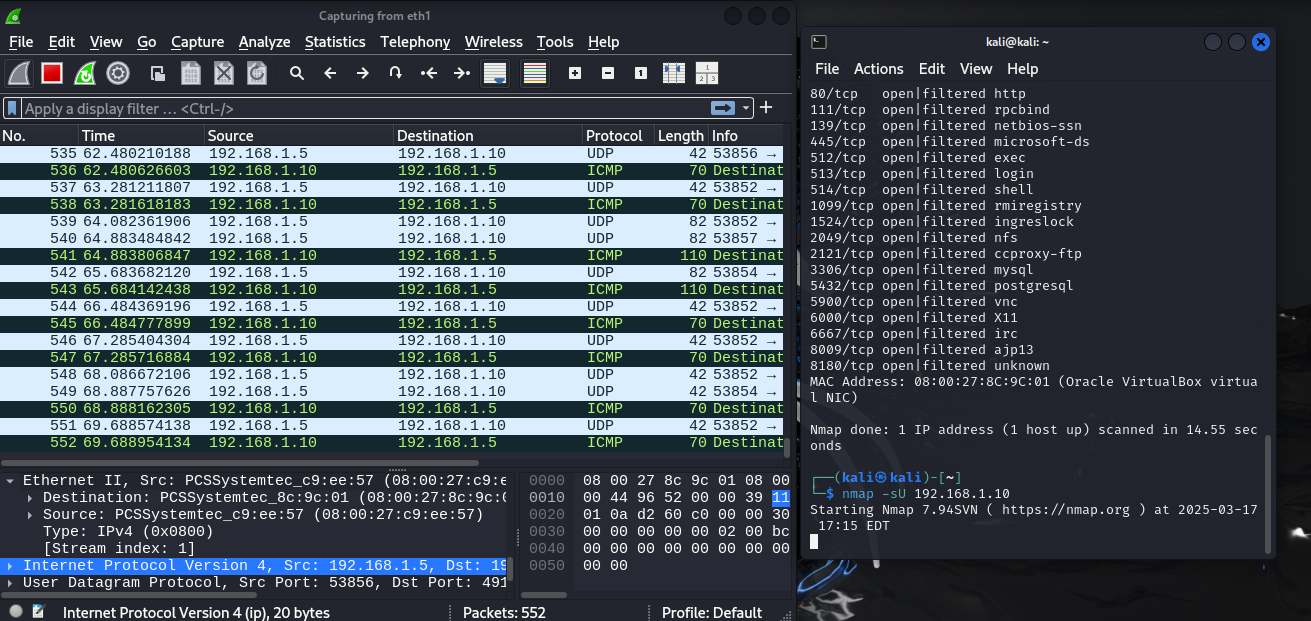 Capturing from eth1
File Edit View Go Capture Analyze Statistics Telephony Wireless Tools Help
Apply a display filter … <Ctrl-/>
No. Time Source Destination Protocol Length Info
535 62.480210188 192.168.1.5 192.168.1.10 UDP 42 53856 →
536 62.480626603 192.168.1.10 192.168.1.5 ICMP 70 Destinat
537 63.281211807 192.168.1.5 192.168.1.10 UDP 42 53852 →
538 63.281618183 192.168.1.10 192.168.1.5 ICMP 70 Destinat
539 64.082361906 192.168.1.5 192.168.1.10 UDP 82 53852 →
540 64.883484842 192.168.1.5 192.168.1.10 UDP 82 53857 →
541 64.883806847 192.168.1.10 192.168.1.5 ICMP 110 Destinat
542 65.683682120 192.168.1.5 192.168.1.10 UDP 82 53854 →
543 65.684142438 192.168.1.10 192.168.1.5 ICMP 110 Destinat
544 66.484369196 192.168.1.5 192.168.1.10 UDP 42 53852 →
545 66.484777899 192.168.1.10 192.168.1.5 ICMP 70 Destinat
546 67.285404304 192.168.1.5 192.168.1.10 UDP 42 53852 →
547 67.285716884 192.168.1.10 192.168.1.5 ICMP 70 Destinat
548 68.086672106 192.168.1.5 192.168.1.10 UDP 42 53852 →
549 68.887757626 192.168.1.5 192.168.1.10 UDP 42 53854 →
550 68.888162305 192.168.1.10 192.168.1.5 ICMP 70 Destinat
551 69.688574138 192.168.1.5 192.168.1.10 UDP 42 53852 →
552 69.688954134 192.168.1.10 192.168.1.5 ICMP 70 Destinat
Ethernet II, Src: PCSSystemtec_c9:ee:57 (08:00:27:c9:e
Destination: PCSSystemtec_8c:9c:01 (08:00:27:8c:9c:0
Source: PCSSystemtec_c9:ee:57 (08:00:27:c9:ee:57)
Type: IPv4 (0x0800)
[Stream index: 1]
Internet Protocol Version 4, Src: 192.168.1.5, Dst: 19
User Datagram Protocol, Src Port: 53856, Dst Port: 491
0000 08 00 27 8c 9c 01 08 00
0010 00 44 96 52 00 00 39 11
0020 01 0a d2 60 c0 00 00 30
0030 00 00 00 00 00 02 00 bc
0040 00 00 00 00 00 00 00 00
0050 00 00
Internet Protocol Version 4 (ip), 20 bytes
Packets: 552
Profile: Default
kali@kali: ~
File Actions Edit View Help
80/tcp open|filtered http
111/tcp open|filtered rpcbind
139/tcp open|filtered netbios-ssn
445/tcp open|filtered microsoft-ds
512/tcp open|filtered exec
513/tcp open|filtered login
514/tcp open|filtered shell
1099/tcp open|filtered rmiregistry
1524/tcp open|filtered ingreslock
2049/tcp open|filtered nfs
2121/tcp open|filtered ccproxy-ftp
3306/tcp open|filtered mysql
5432/tcp open|filtered postgresql
5900/tcp open|filtered vnc
6000/tcp open|filtered X11
6667/tcp open|filtered irc
8009/tcp open|filtered ajp13
8180/tcp open|filtered unknown
MAC Address: 08:00:27:8C:9C:01 (Oracle VirtualBox virtua
l NIC)
Nmap done: 1 IP address (1 host up) scanned in 14.55 sec
onds
┌──(kali㉿kali)-[~]
└─$ nmap -sU 192.168.1.10
Starting Nmap 7.94SVN ( https://nmap.org ) at 2025-03-17
17:15 EDT